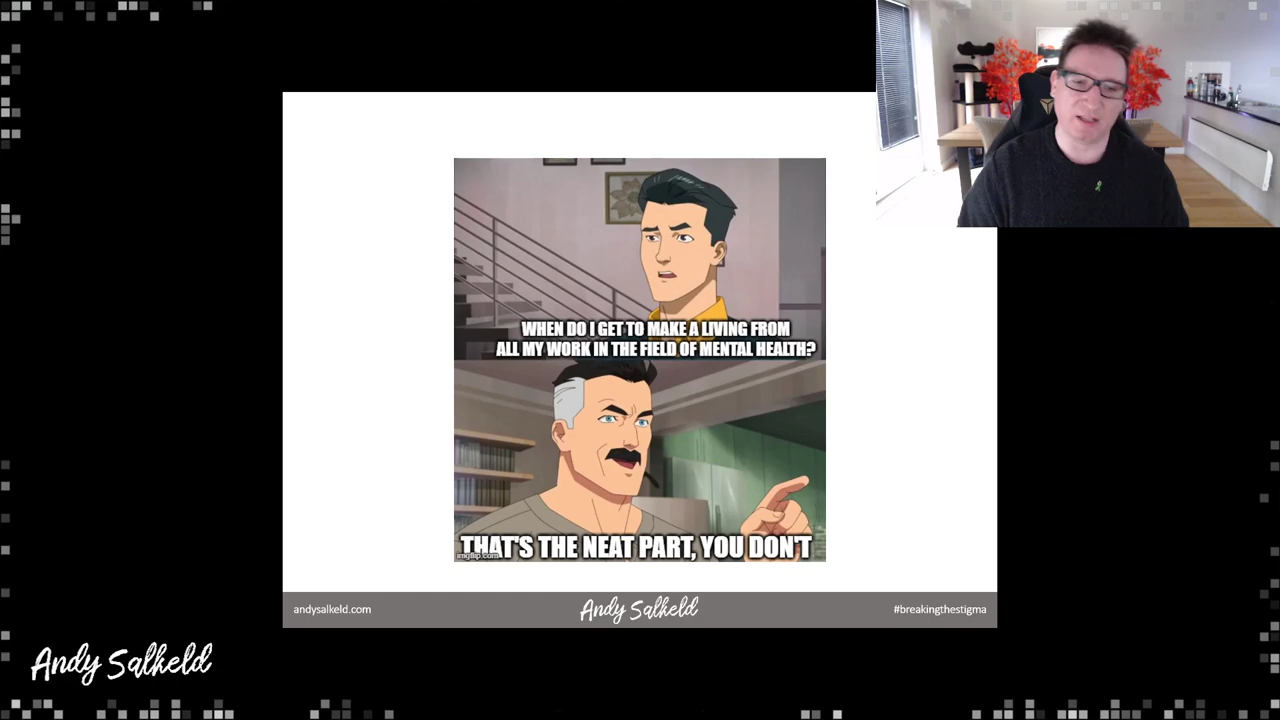 WHEN DO I GET TO MAKE A LIVING FROM
ALL MY WORK IN THE FIELD OF MENTAL HEALTH?
THAT'S THE NEAT PART, YOU DON'T
imgflip.com
andysalkeld.com
Andy Salkeld
#breakingthestigma
Andy Salkeld